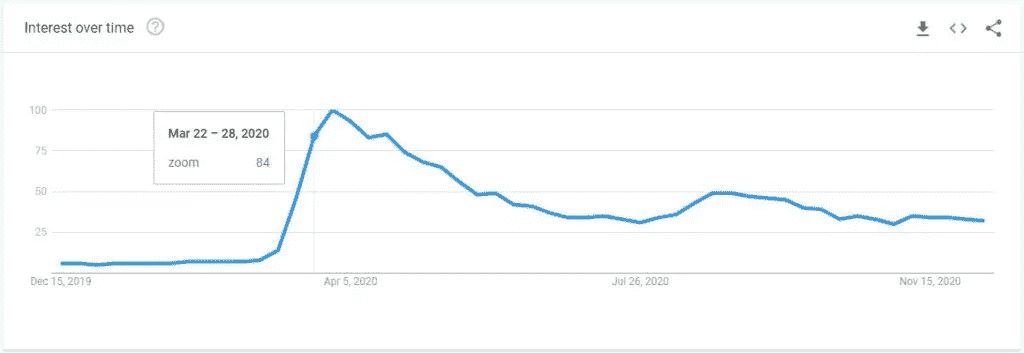 Interest over time ?
100
75
50
25
Mar 22 – 28, 2020
zoom 84
Dec 15, 2019 Apr 5, 2020 Jul 26, 2020 Nov 15, 2020